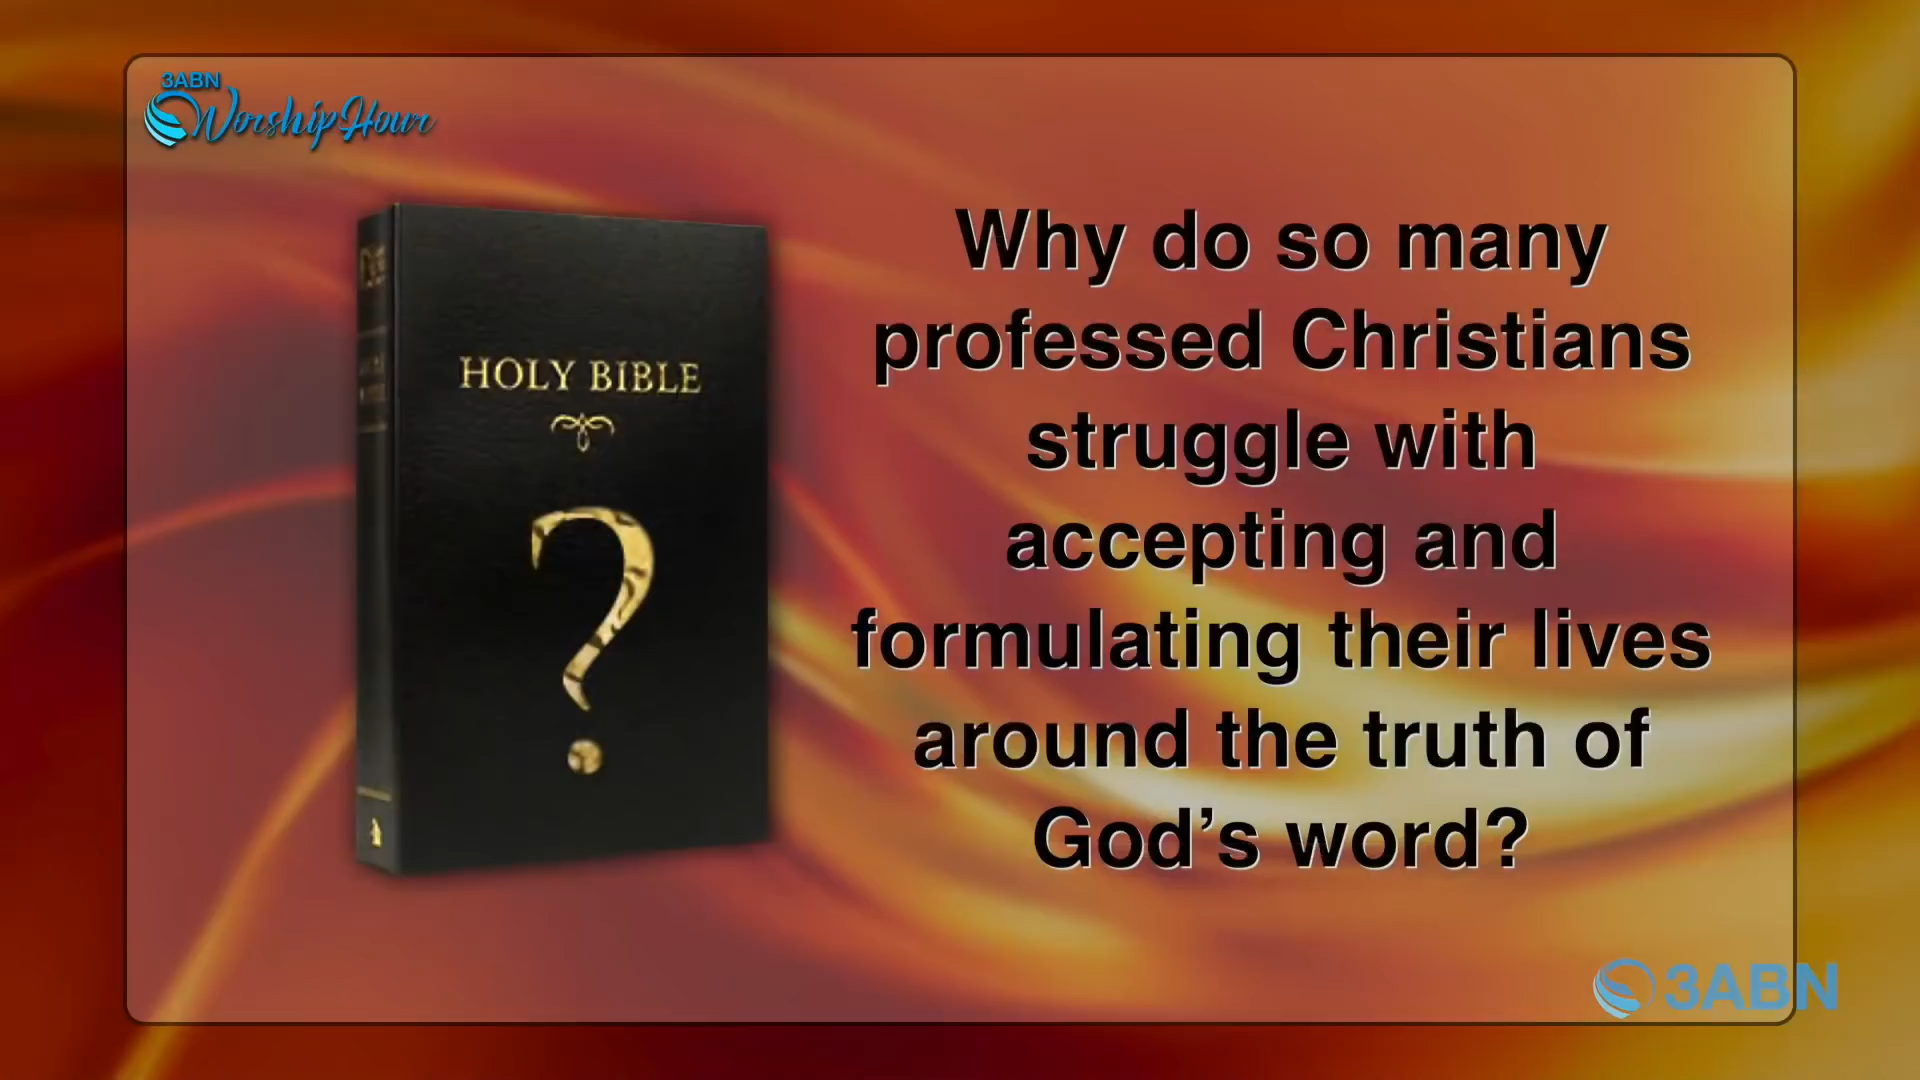 3ABN
Worship Hour
HOLY BIBLE
?
Why do so many
professed Christians
struggle with
accepting and
formulating their lives
around the truth of
God’s word?
3ABN